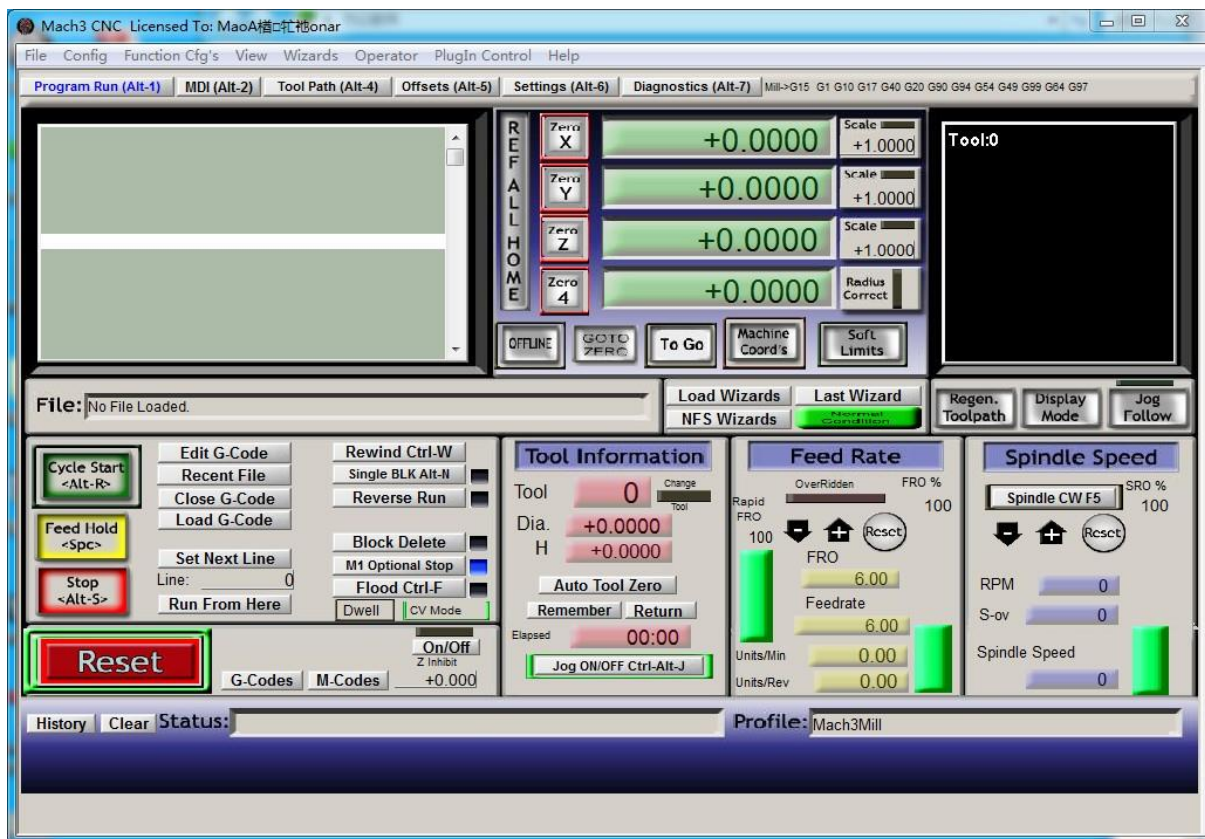 Mach3 CNC Licensed To: MaoA楿□牤祂onar
File Config Function Cfg's View Wizards Operator PlugIn Control Help
Program Run (Alt-1) MDI (Alt-2) Tool Path (Alt-4) Offsets (Alt-5) Settings (Alt-6) Diagnostics (Alt-7) Mill->G15 G1 G10 G17 G40 G20 G90 G94 G54 G49 G99 G64 G97
REF ALL HOME
Zero X +0.0000 Scale +1.0000
Zero Y +0.0000 Scale +1.0000
Zero Z +0.0000 Scale +1.0000
Zero 4 +0.0000 Radius Correct
Tool:0
OFFLINE GOTO ZERO To Go Machine Coord's Soft Limits
File: No File Loaded.
Load Wizards Last Wizard
NFS Wizards Normal Condition
Regen. Toolpath Display Mode Jog Follow
Cycle Start <Alt-R>
Feed Hold <Spc>
Stop <Alt-S>
Edit G-Code
Recent File
Close G-Code
Load G-Code
Set Next Line
Line: 0
Run From Here
Rewind Ctrl-W
Single BLK Alt-N
Reverse Run
Block Delete
M1 Optional Stop
Flood Ctrl-F
Dwell CV Mode
Reset
G-Codes M-Codes
On/Off
Z Inhibit
+0.000
Tool Information
Tool 0 Change Tool
Dia. +0.0000
H +0.0000
Auto Tool Zero
Remember Return
Elapsed 00:00
Jog ON/OFF Ctrl-Alt-J
Feed Rate
OverRidden FRO %
100
Rapid FRO
100
Reset
FRO
6.00
Feedrate
6.00
Units/Min 0.00
Units/Rev 0.00
Spindle Speed
Spindle CW F5 SRO %
100
Reset
RPM 0
S-ov 0
Spindle Speed
0
History Clear Status: Profile: Mach3Mill